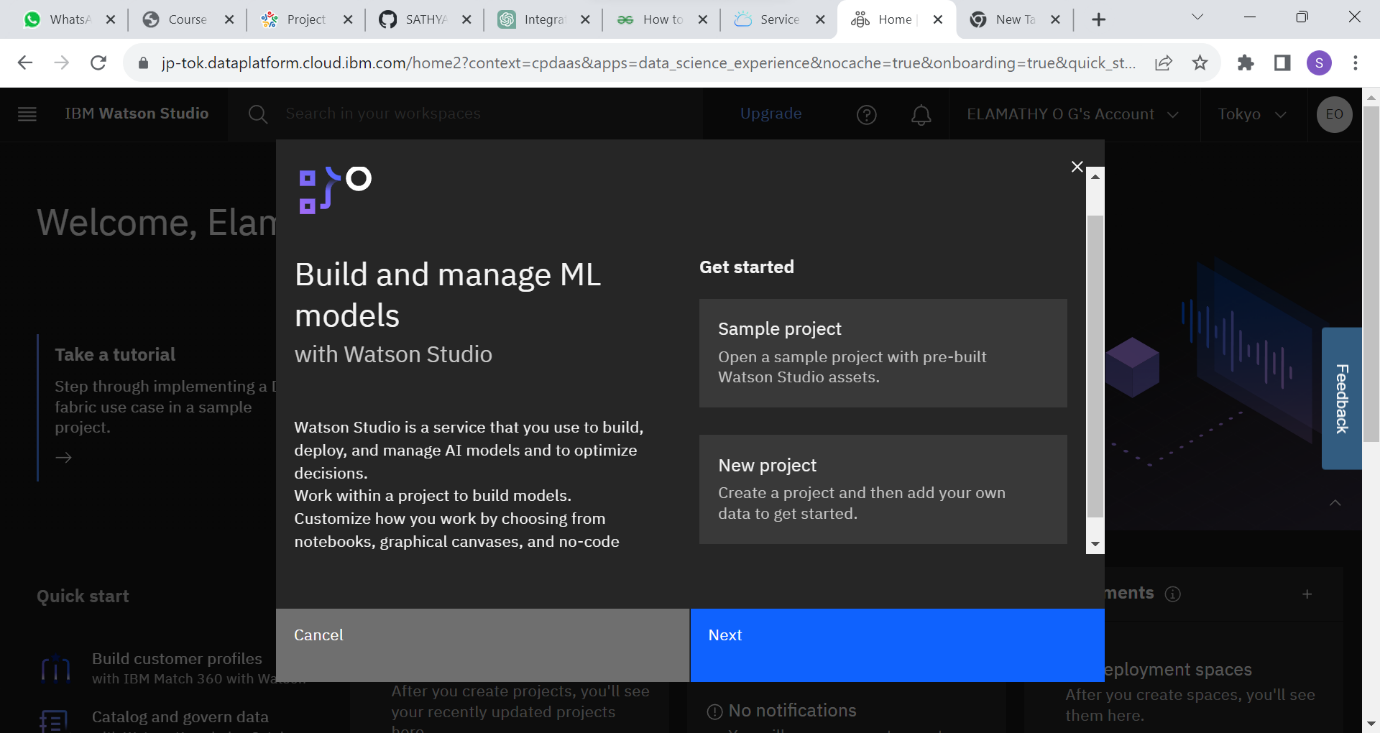 WhatsA
Course
Project
SATHYA
Integrat
How to
Service
Home |
New Ta
jp-tok.dataplatform.cloud.ibm.com/home2?context=cpdaas&apps=data_science_experience&nocache=true&onboarding=true&quick_st...
S
IBM Watson Studio
Search in your workspaces
Upgrade
ELAMATHY O G's Account
Tokyo
EO
Welcome, Elam
Take a tutorial
Step through implementing a D
fabric use case in a sample
project.
Build and manage ML
models
with Watson Studio
Watson Studio is a service that you use to build,
deploy, and manage AI models and to optimize
decisions.
Work within a project to build models.
Customize how you work by choosing from
notebooks, graphical canvases, and no-code
Get started
Sample project
Open a sample project with pre-built
Watson Studio assets.
New project
Create a project and then add your own
data to get started.
Feedback
Cancel
Next
Quick start
Build customer profiles
with IBM Match 360 with Watson
Catalog and govern data
After you create projects, you'll see
your recently updated projects
here.
No notifications
ments
eployment spaces
After you create spaces, you'll see
them here.